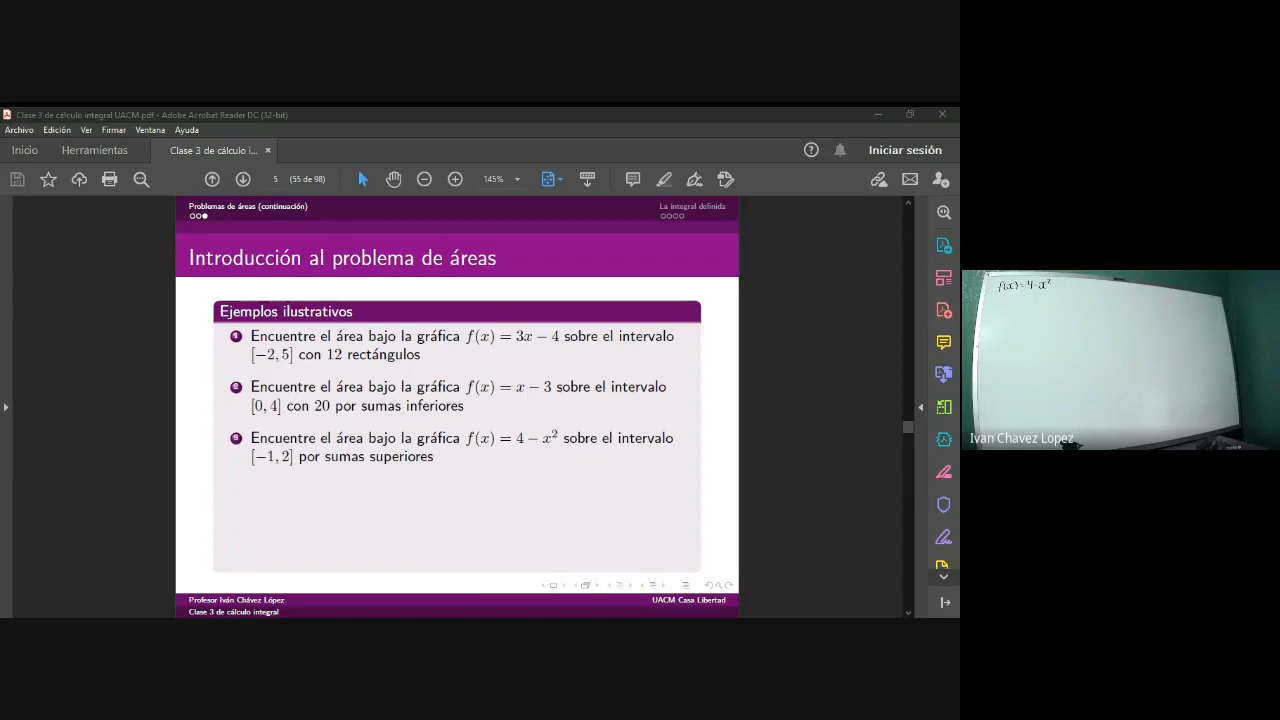 Clase 3 de cálculo integral UACM.pdf - Adobe Acrobat Reader DC (32-bit)
Archivo Edición Ver Firmar Ventana Ayuda
Inicio Herramientas Clase 3 de cálculo i... × Iniciar sesión
5 (55 de 98) 145%
Problemas de áreas (continuación) La integral definida
Introducción al problema de áreas
Ejemplos ilustrativos
1 Encuentre el área bajo la gráfica f(x) = 3x − 4 sobre el intervalo
[−2, 5] con 12 rectángulos
2 Encuentre el área bajo la gráfica f(x) = x − 3 sobre el intervalo
[0, 4] con 20 por sumas inferiores
3 Encuentre el área bajo la gráfica f(x) = 4 − x² sobre el intervalo
[−1, 2] por sumas superiores
Profesor Iván Chávez López UACM Casa Libertad
Clase 3 de cálculo integral
f(x) = 4-x²
Ivan Chavez Lopez